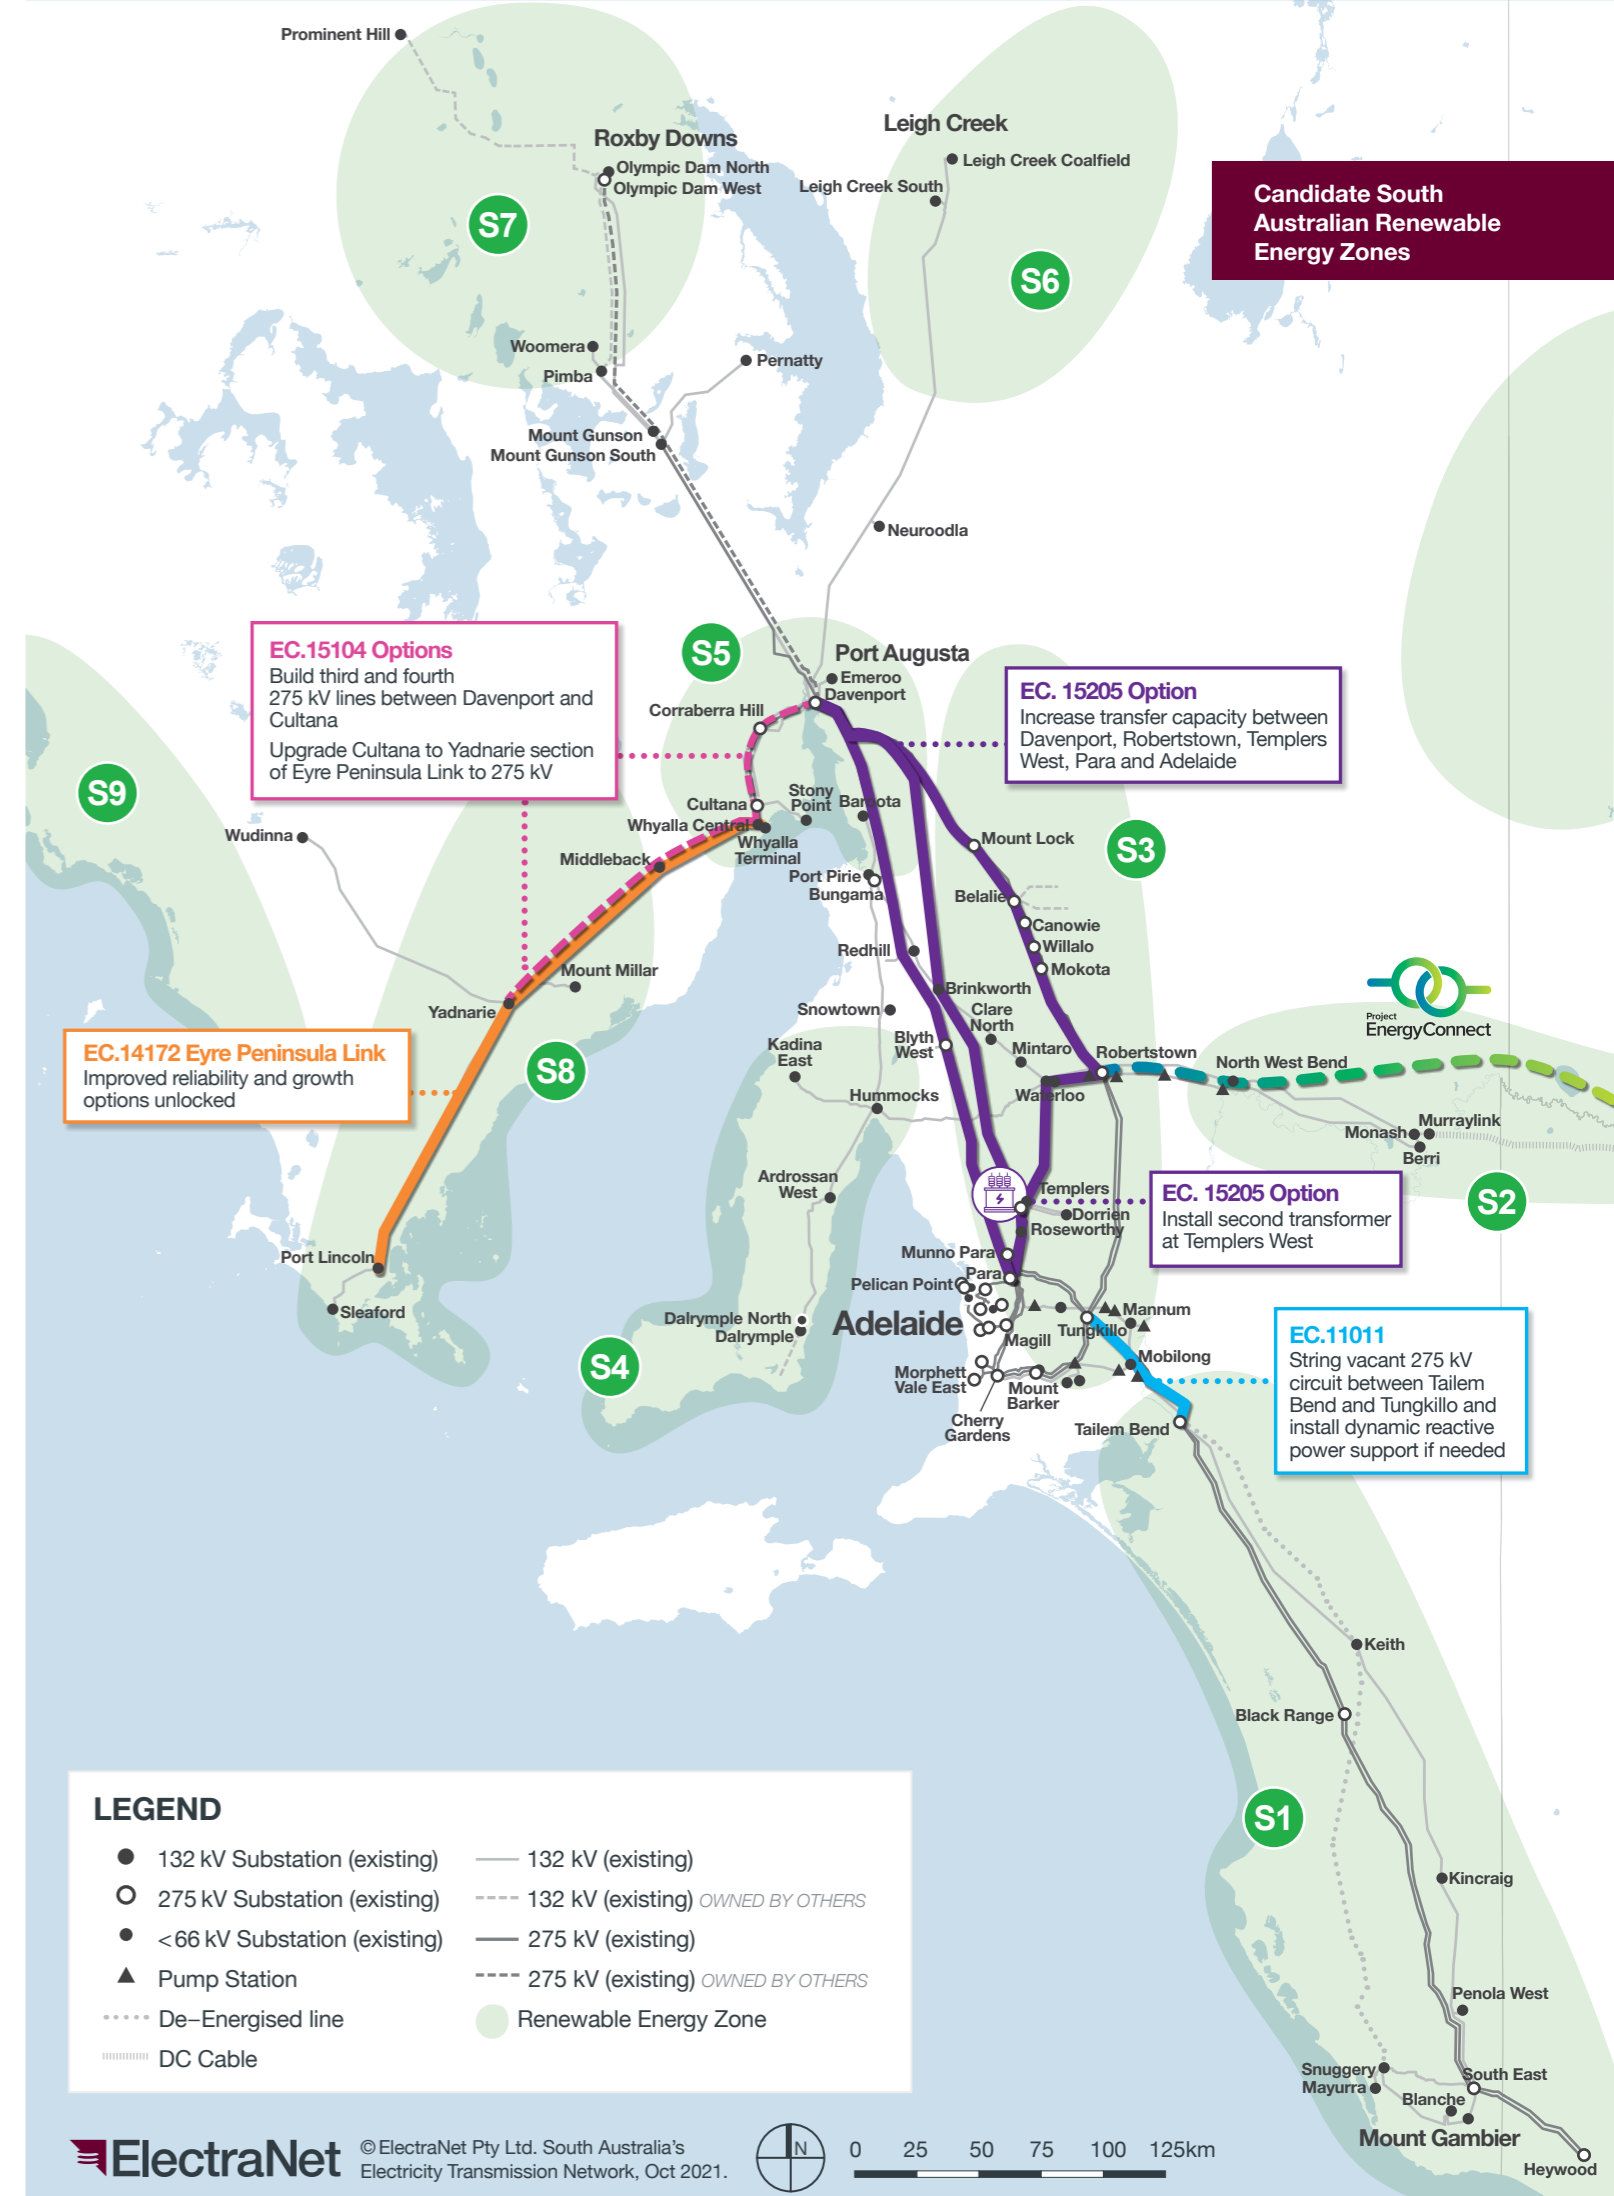 Prominent Hill
Roxby Downs
Olympic Dam North
Olympic Dam West
Leigh Creek
Leigh Creek Coalfield
Leigh Creek South
Candidate South
Australian Renewable
Energy Zones
S7
S6
Woomera
Pimba
Pernatty
Mount Gunson
Mount Gunson South
Neuroodla
EC.15104 Options
Build third and fourth
275 kV lines between Davenport and
Cultana
Upgrade Cultana to Yadnarie section
of Eyre Peninsula Link to 275 kV
S5
Port Augusta
Emeroo
Davenport
Corraberra Hill
EC. 15205 Option
Increase transfer capacity between
Davenport, Robertstown, Templers
West, Para and Adelaide
S9
Wudinna
Cultana
Stony
Point
Baroota
Whyalla Central
Whyalla
Terminal
Middleback
Mount Lock
S3
Port Pirie
Bungama
Belalie
Canowie
Willalo
Mokota
Redhill
Mount Millar
Yadnarie
Brinkworth
Snowtown
Clare
North
Project
EnergyConnect
EC.14172 Eyre Peninsula Link
Improved reliability and growth
options unlocked
S8
Kadina
East
Blyth
West
Mintaro
Robertstown
North West Bend
Waterloo
Hummocks
Monash
Murraylink
Berri
Ardrossan
West
Templers
Dorrien
Roseworthy
EC. 15205 Option
Install second transformer
at Templers West
S2
Port Lincoln
Sleaford
Munno Para
Para
Pelican Point
Adelaide
Dalrymple North
Dalrymple
Magill
Tungkillo
Mannum
Mobilong
S4
Morphett
Vale East
Mount
Barker
Cherry
Gardens
Tailem Bend
EC.11011
String vacant 275 kV
circuit between Tailem
Bend and Tungkillo and
install dynamic reactive
power support if needed
Keith
Black Range
S1
Kincraig
Penola West
Snuggery
Mayurra
South East
Blanche
Mount Gambier
Heywood
LEGEND
132 kV Substation (existing)
275 kV Substation (existing)
<66 kV Substation (existing)
Pump Station
De–Energised line
DC Cable
132 kV (existing)
132 kV (existing) OWNED BY OTHERS
275 kV (existing)
275 kV (existing) OWNED BY OTHERS
Renewable Energy Zone
ElectraNet
© ElectraNet Pty Ltd. South Australia's
Electricity Transmission Network, Oct 2021.
N
0 25 50 75 100 125km